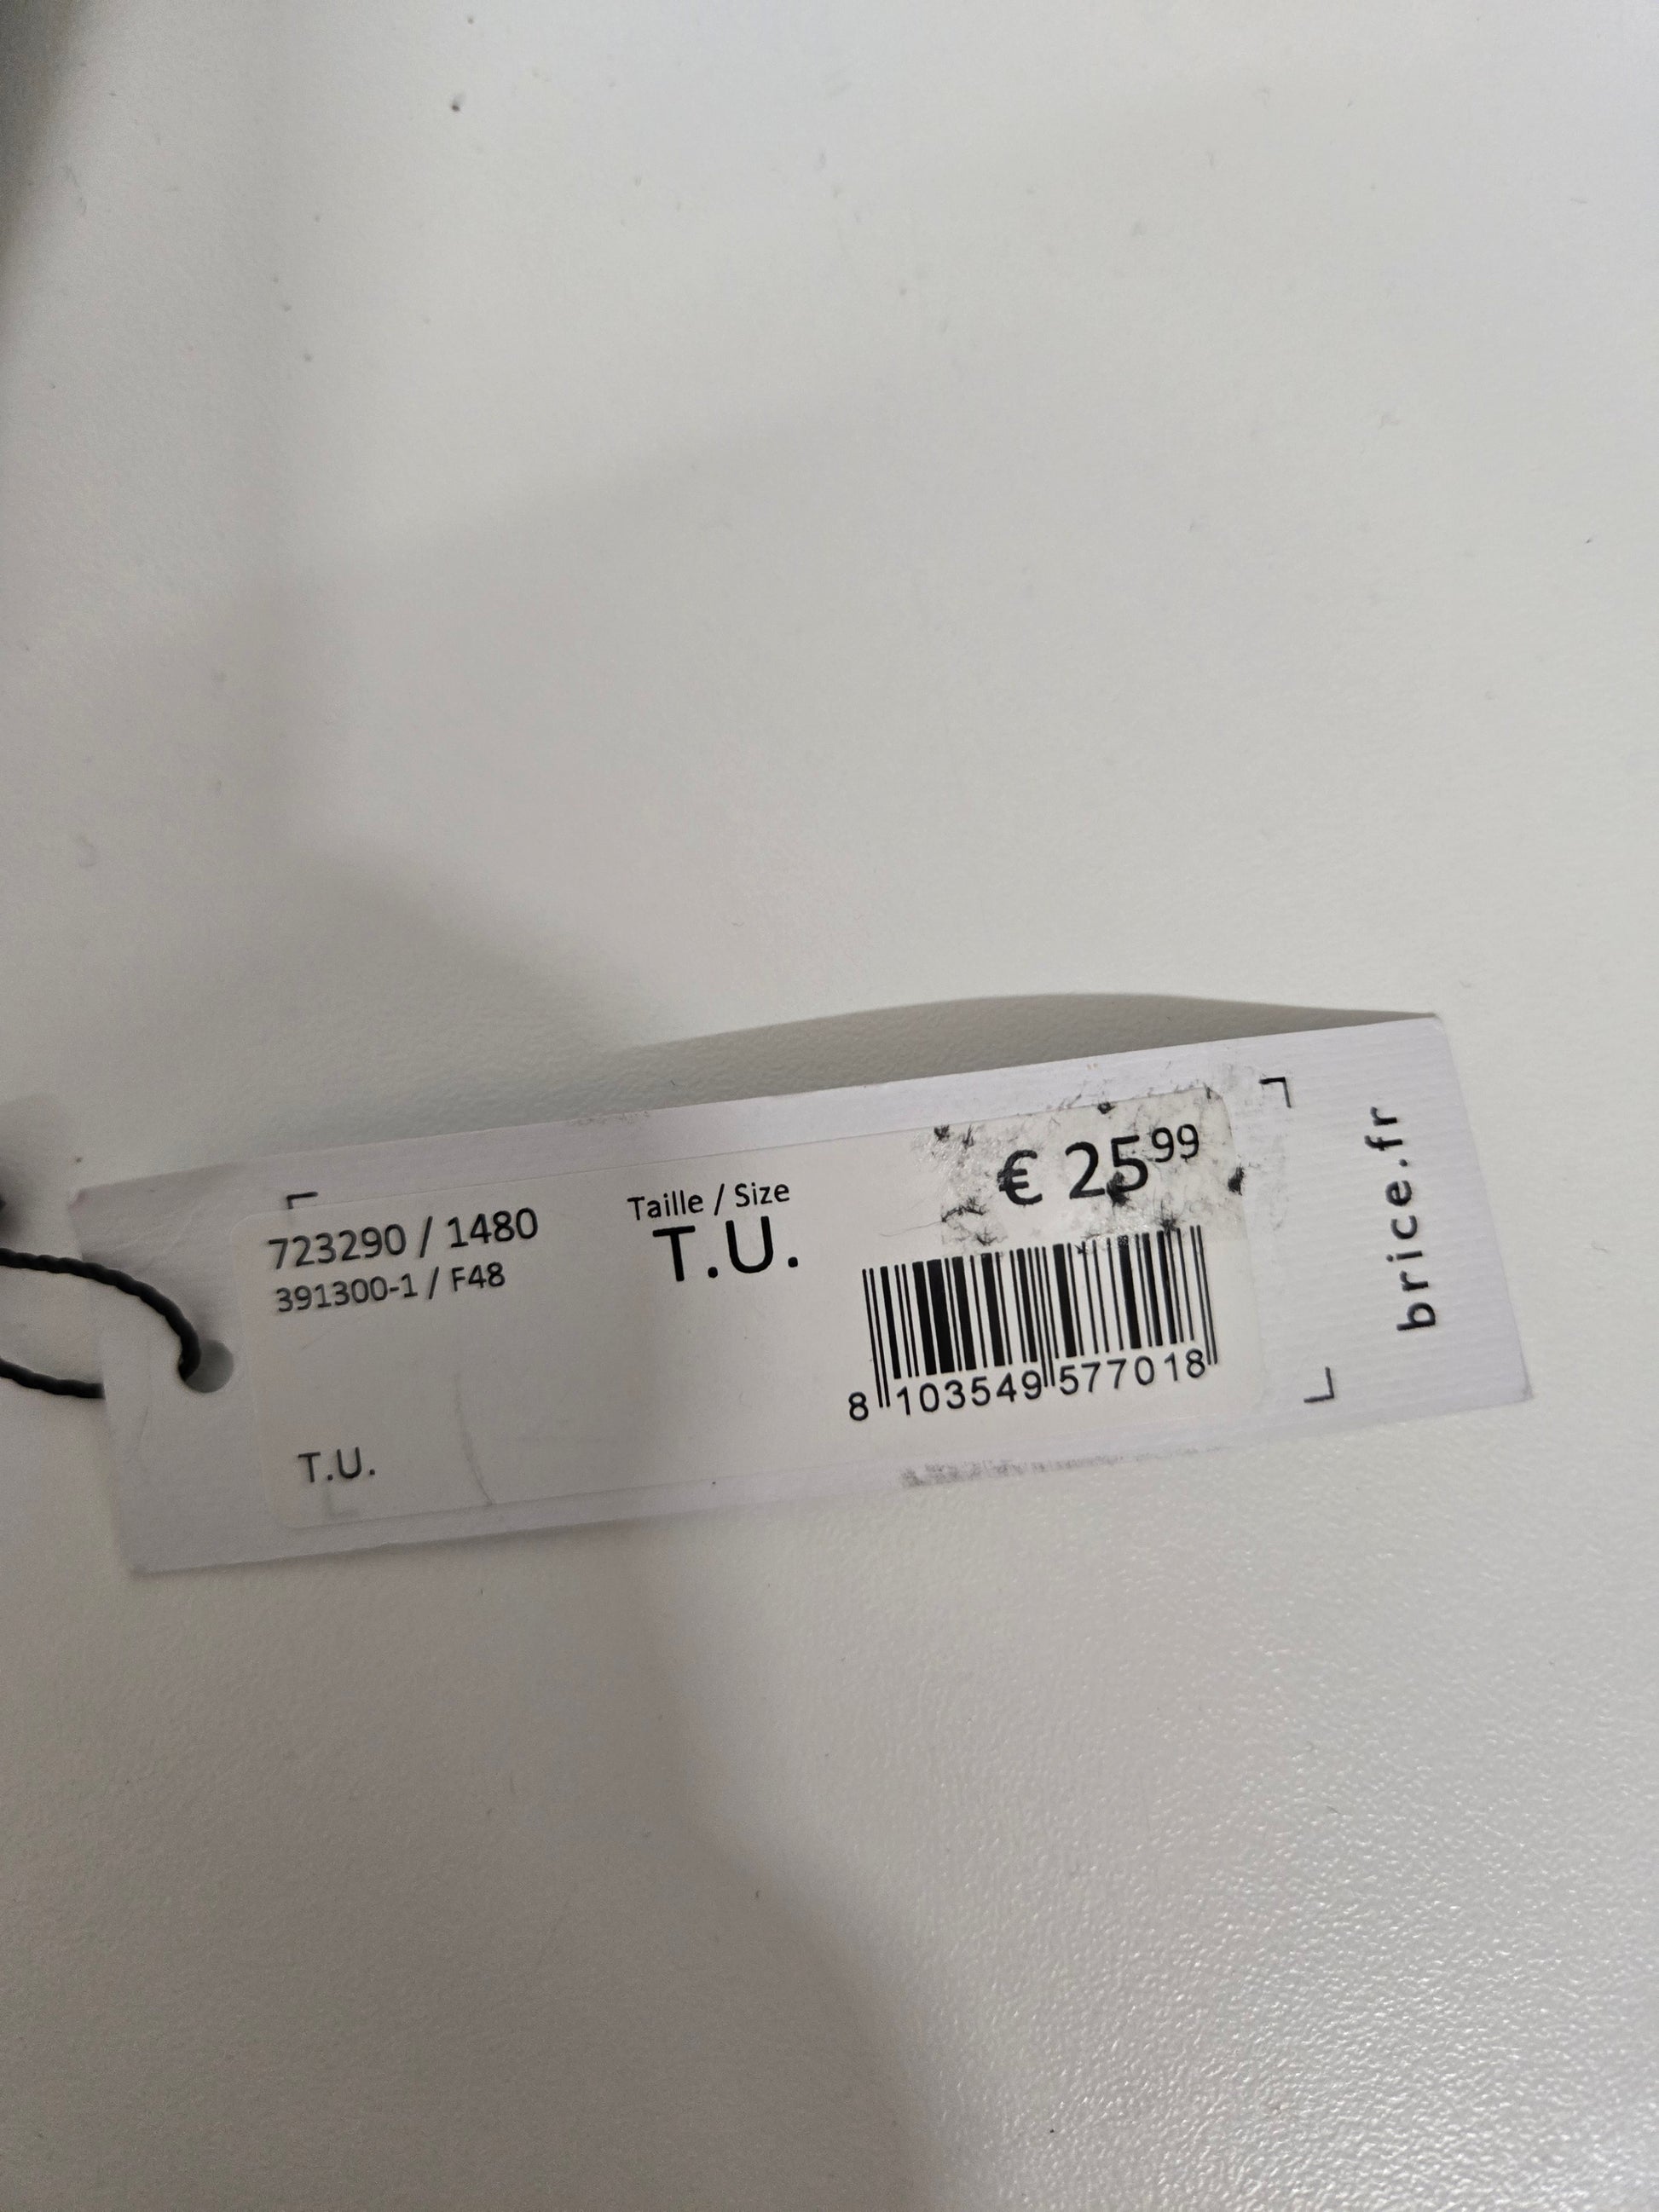 723290 / 1480
391300-1 / F48
Taille / Size
T.U.
€ 25⁹⁹
8 103549 577018
T.U.
brice.fr